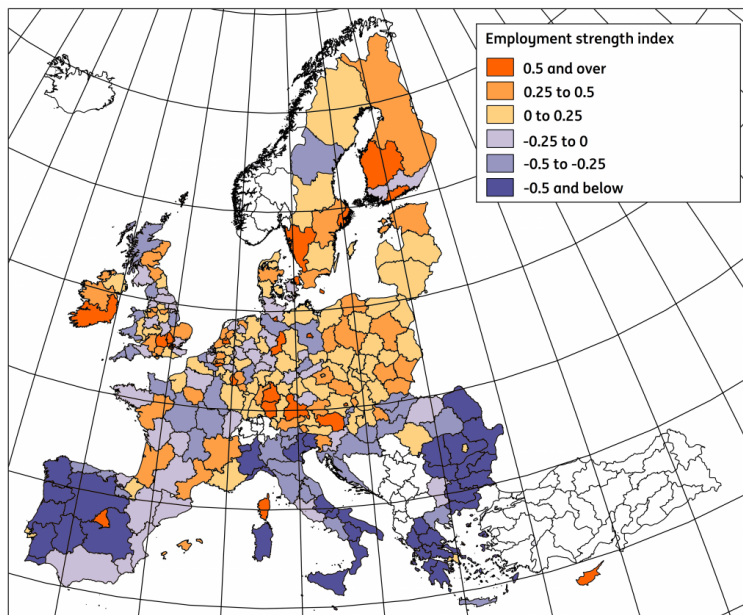 Employment strength index
0.5 and over
0.25 to 0.5
0 to 0.25
-0.25 to 0
-0.5 to -0.25
-0.5 and below